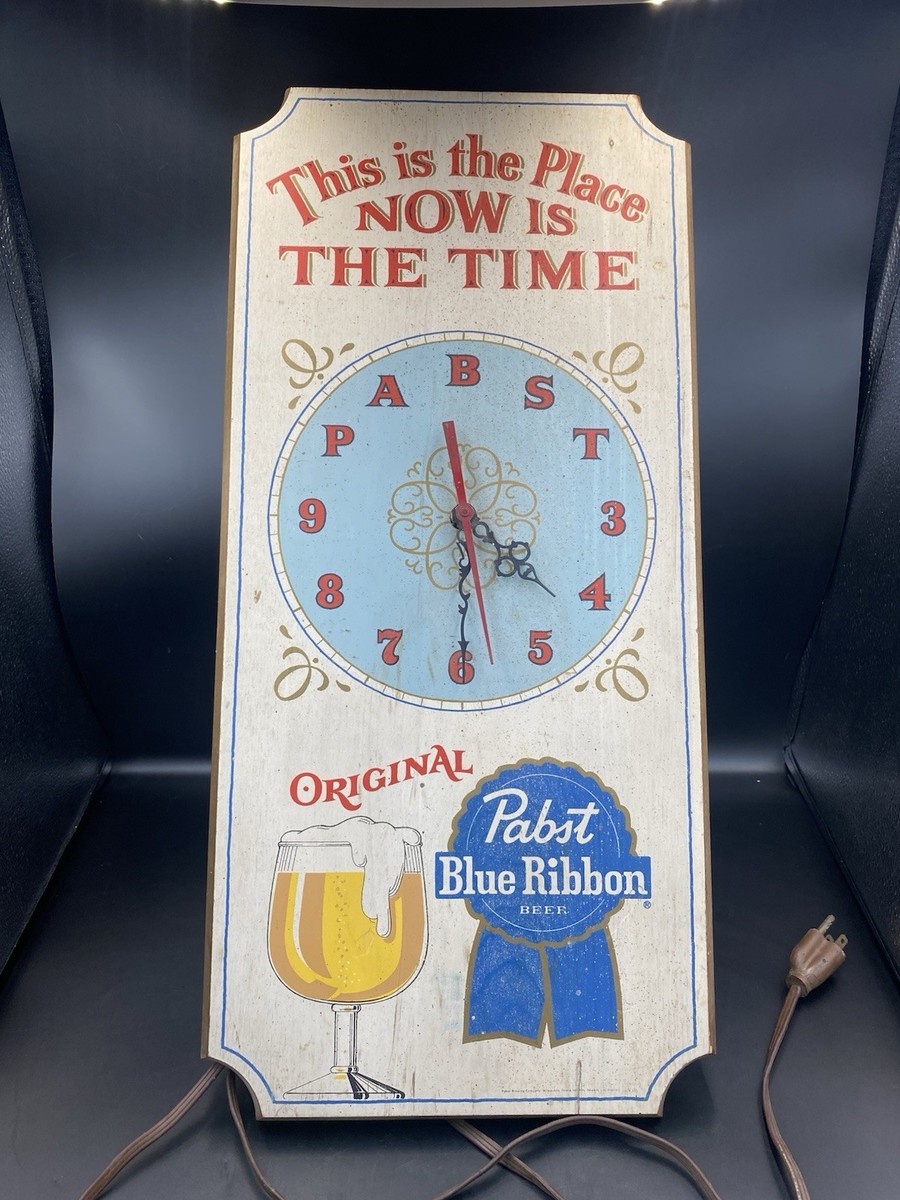 This is the Place
NOW IS
THE TIME
P A B S T
3
4
5
6
7
8
9
ORIGINAL
Pabst
Blue Ribbon ®
BEER